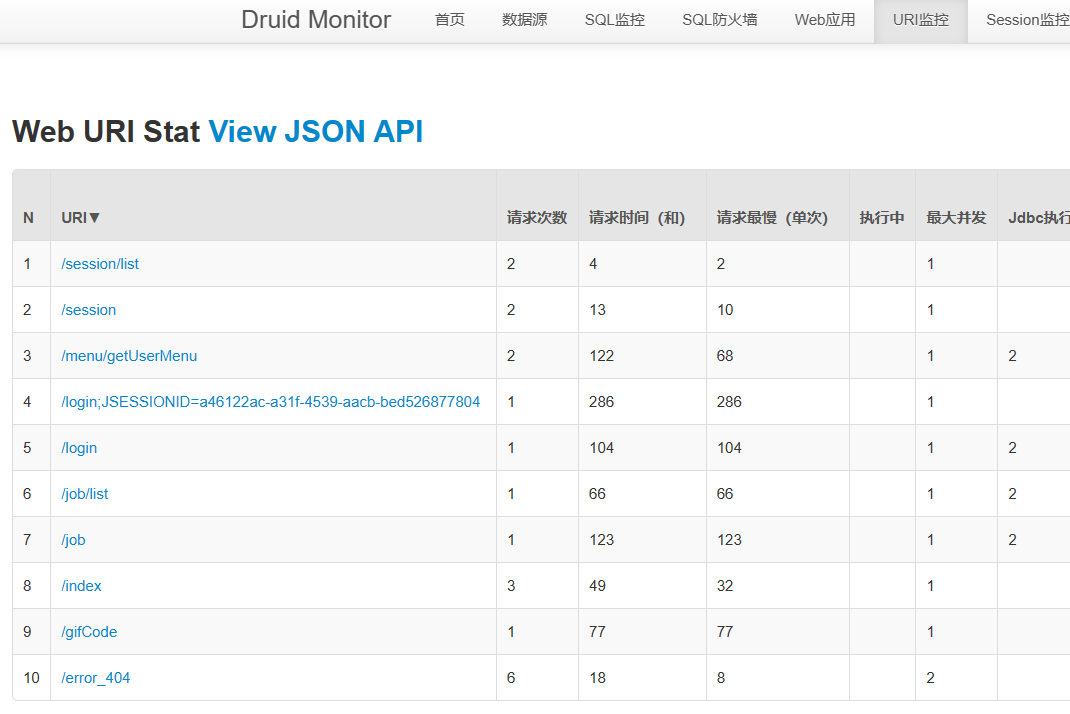 Druid Monitor 首页 数据源 SQL监控 SQL防火墙 Web应用 URI监控 Session监控
Web URI Stat View JSON API
N URI▼ 请求次数 请求时间（和） 请求最慢（单次） 执行中 最大并发 Jdbc执行
1 /session/list 2 4 2 1
2 /session 2 13 10 1
3 /menu/getUserMenu 2 122 68 1 2
4 /login;JSESSIONID=a46122ac-a31f-4539-aacb-bed526877804 1 286 286 1
5 /login 1 104 104 1 2
6 /job/list 1 66 66 1 2
7 /job 1 123 123 1 2
8 /index 3 49 32 1
9 /gifCode 1 77 77 1
10 /error_404 6 18 8 2